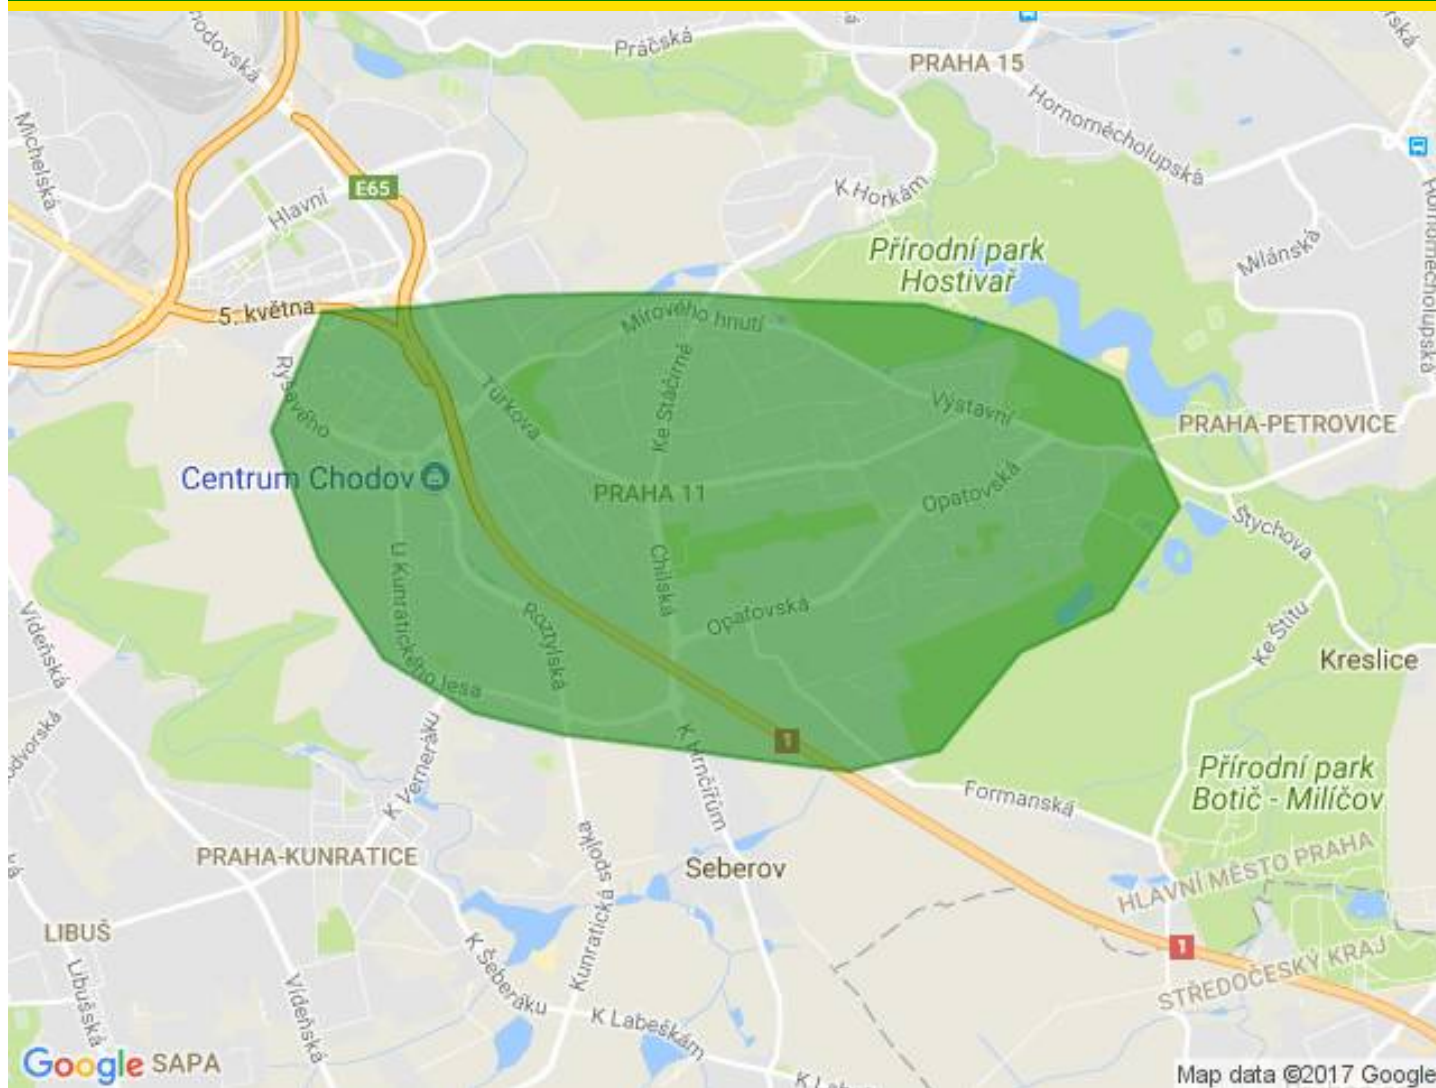 Práčská
PRAHA 15
Hornoměcholupská
Michelská
E65
Hlavní
K Horkám
Přírodní park
Hostivař
Milánská
Hornoměcholupská
5. května
Mírového hnutí
Ryšavého
Türkova
Ke Stáčírně
Výstavní
PRAHA-PETROVICE
Centrum Chodov
PRAHA 11
Opatovská
Štychova
U Kunratického lesa
Chilská
Roztylská
Opatovská
Vídeňská
Ke Štítu
Kreslice
K Verneráku
K Hrnčířům
1
Přírodní park
Botič - Milíčov
Formanská
PRAHA-KUNRATICE
Kunratická spojka
Šeberov
HLAVNÍ MĚSTO PRAHA
LIBUŠ
K Šeberáku
1
STŘEDOČESKÝ KRAJ
Libušská
Vídeňská
K Labeškám
Google
SAPA
Map data ©2017 Google